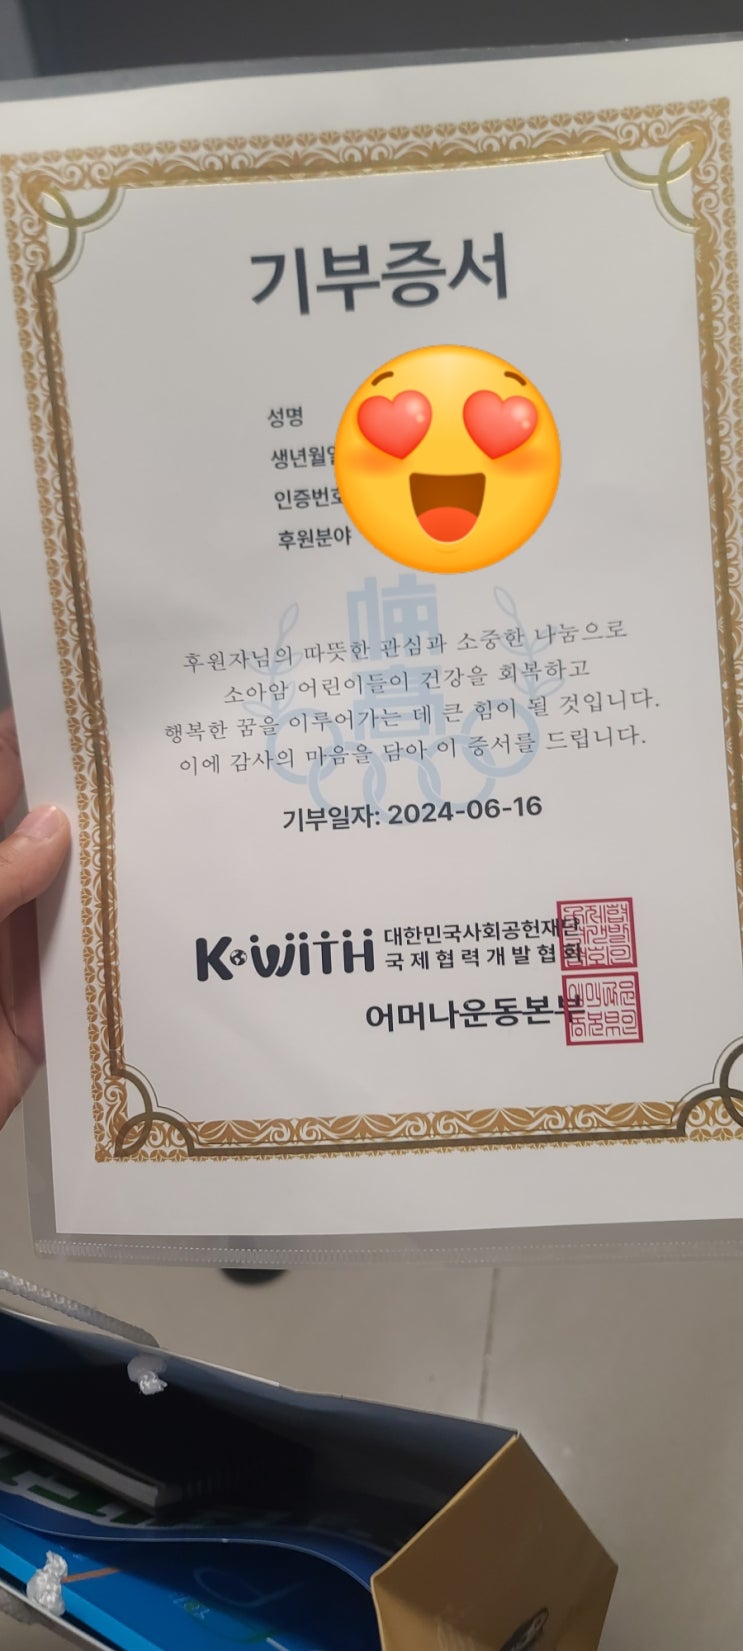 기부증서
성명
생년월일
인증번호
후원분야
후원자님의 따뜻한 관심과 소중한 나눔으로
소아암 어린이들이 건강을 회복하고
행복한 꿈을 이루어가는 데 큰 힘이 될 것입니다.
이에 감사의 마음을 담아 이 증서를 드립니다.
기부일자: 2024-06-16
K·WITH 대한민국사회공헌재단
국제협력개발협회
어머나운동본부